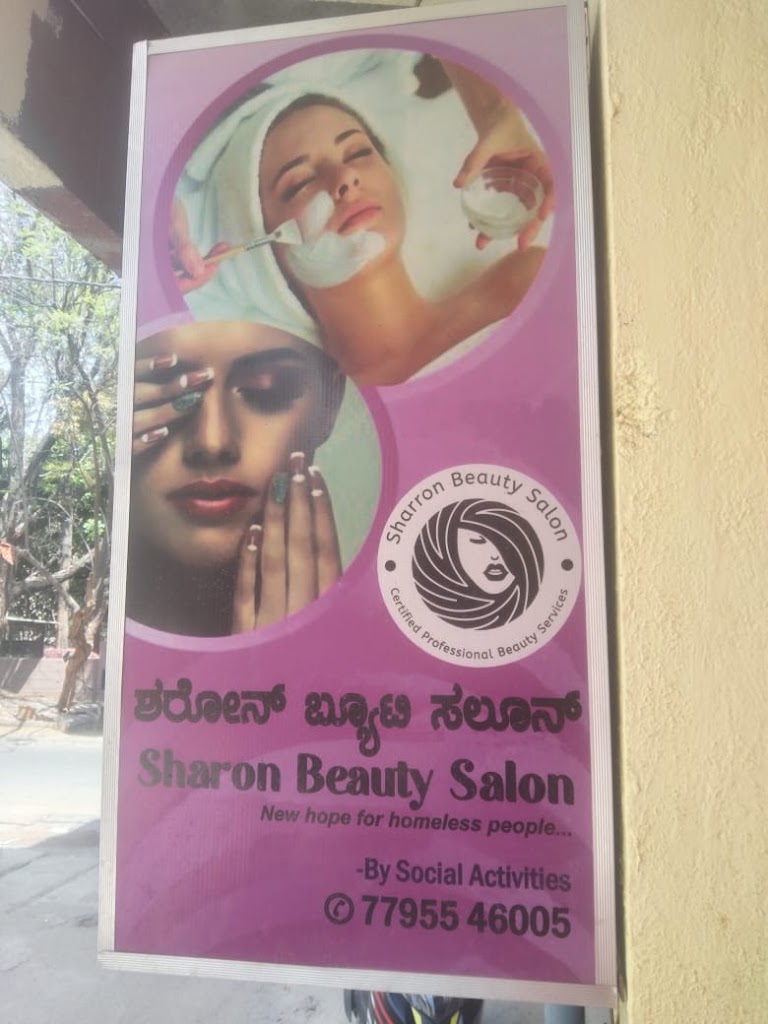 Sharron Beauty Salon
Certified Professional Beauty Services
ಶರೋನ್ ಬ್ಯೂಟಿ ಸಲೂನ್
Sharon Beauty Salon
New hope for homeless people...
-By Social Activities
✆ 77955 46005